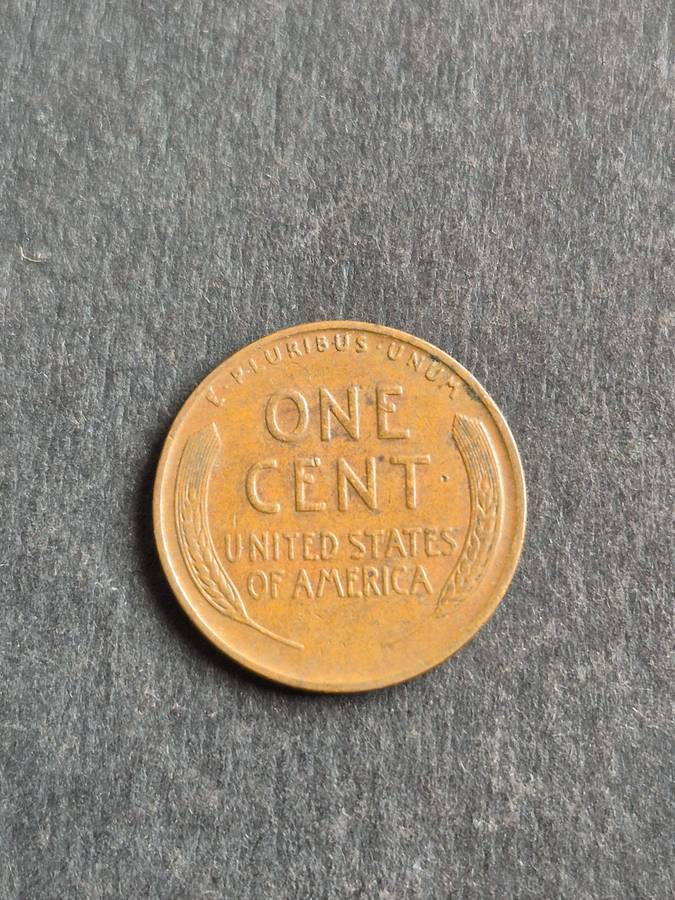 E·PLURIBUS·UNUM
ONE
CENT
UNITED STATES
OF AMERICA